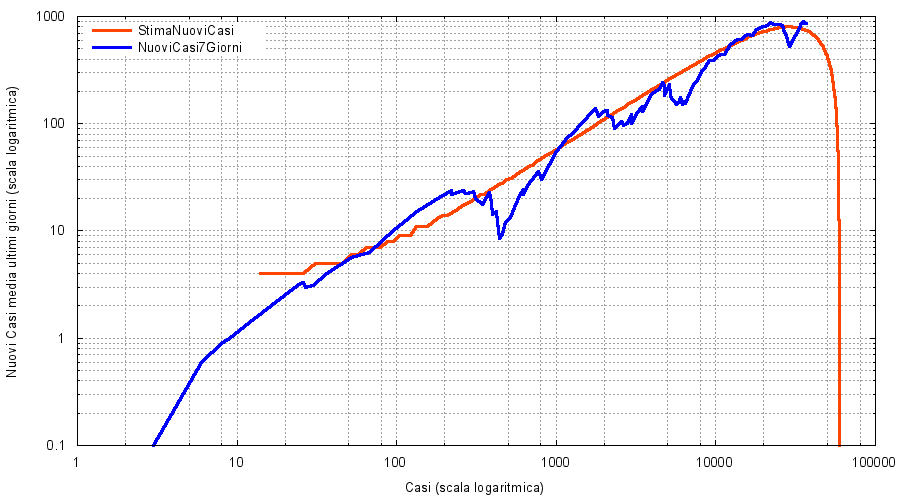 1000
StimaNuoviCasi
NuoviCasi7Giorni
100
10
1
0.1
Nuovi Casi media ultimi giorni (scala logaritmica)
1 10 100 1000 10000 100000
Casi (scala logaritmica)